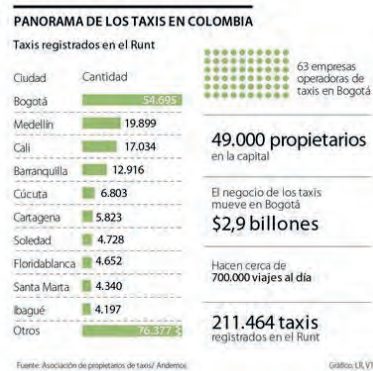 PANORAMA DE LOS TAXIS EN COLOMBIA
Taxis registrados en el Runt
Ciudad Cantidad
Bogotá 54.695
Medellín 19.899
Cali 17.034
Barranquilla 12.916
Cúcuta 6.803
Cartagena 5.823
Soledad 4.728
Floridablanca 4.652
Santa Marta 4.340
Ibagué 4.197
Otros 76.377
63 empresas
operadoras de
taxis en Bogotá
49.000 propietarios
en la capital
El negocio de los taxis
mueve en Bogotá
$2,9 billones
Hacen cerca de
700.000 viajes al día
211.464 taxis
registrados en el Runt
Fuente: Asociación de propietarios de taxis/ Andemos
Gráfico: LR, VT